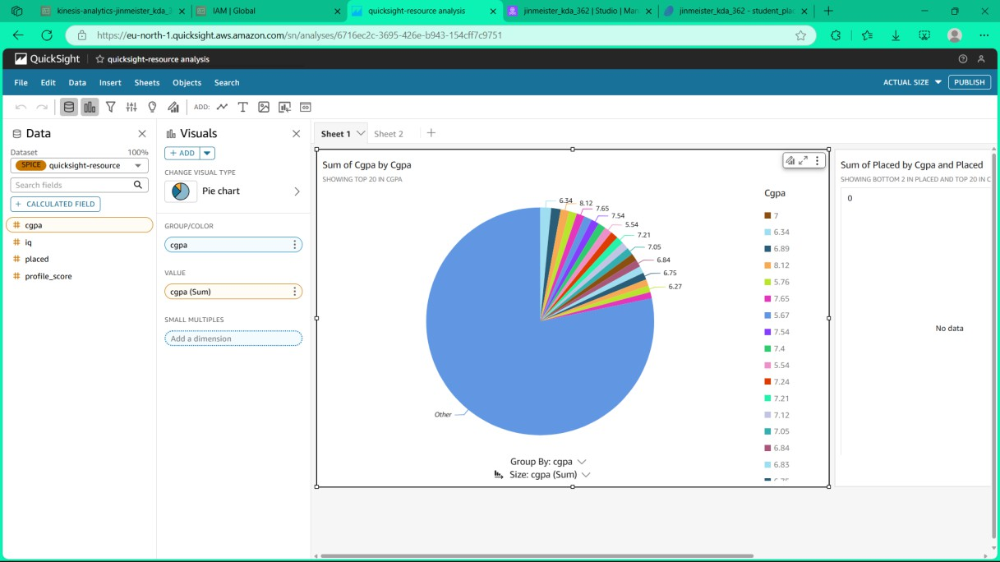 kinesis-analytics-jinmeister_kda_3
IAM | Global
quicksight-resource analysis
jinmeister_kda_362 | Studio | Man
jinmeister_kda_362 - student_pla
https://eu-north-1.quicksight.aws.amazon.com/sn/analyses/6716ec2c-3695-426e-b943-154cff7c9751
QuickSight
quicksight-resource analysis
File Edit Data Insert Sheets Objects Search
ACTUAL SIZE
PUBLISH
ADD:
Data
Dataset
100%
SPICE quicksight-resource
Search fields
+ CALCULATED FIELD
# cgpa
# iq
# placed
# profile_score
Visuals
+ ADD
CHANGE VISUAL TYPE
Pie chart
GROUP/COLOR
cgpa
VALUE
cgpa (Sum)
SMALL MULTIPLES
Add a dimension
Sheet 1
Sheet 2
Sum of Cgpa by Cgpa
SHOWING TOP 20 IN CGPA
6.34
8.12
7.65
7.54
5.54
7.21
7.05
6.84
6.75
6.27
Other
Group By: cgpa
Size: cgpa (Sum)
Cgpa
7
6.34
6.89
8.12
5.76
7.65
5.67
7.54
7.4
5.54
7.24
7.21
7.12
7.05
6.84
6.83
6.75
Sum of Placed by Cgpa and Placed
SHOWING BOTTOM 2 IN PLACED AND TOP 20 IN C
0
No data